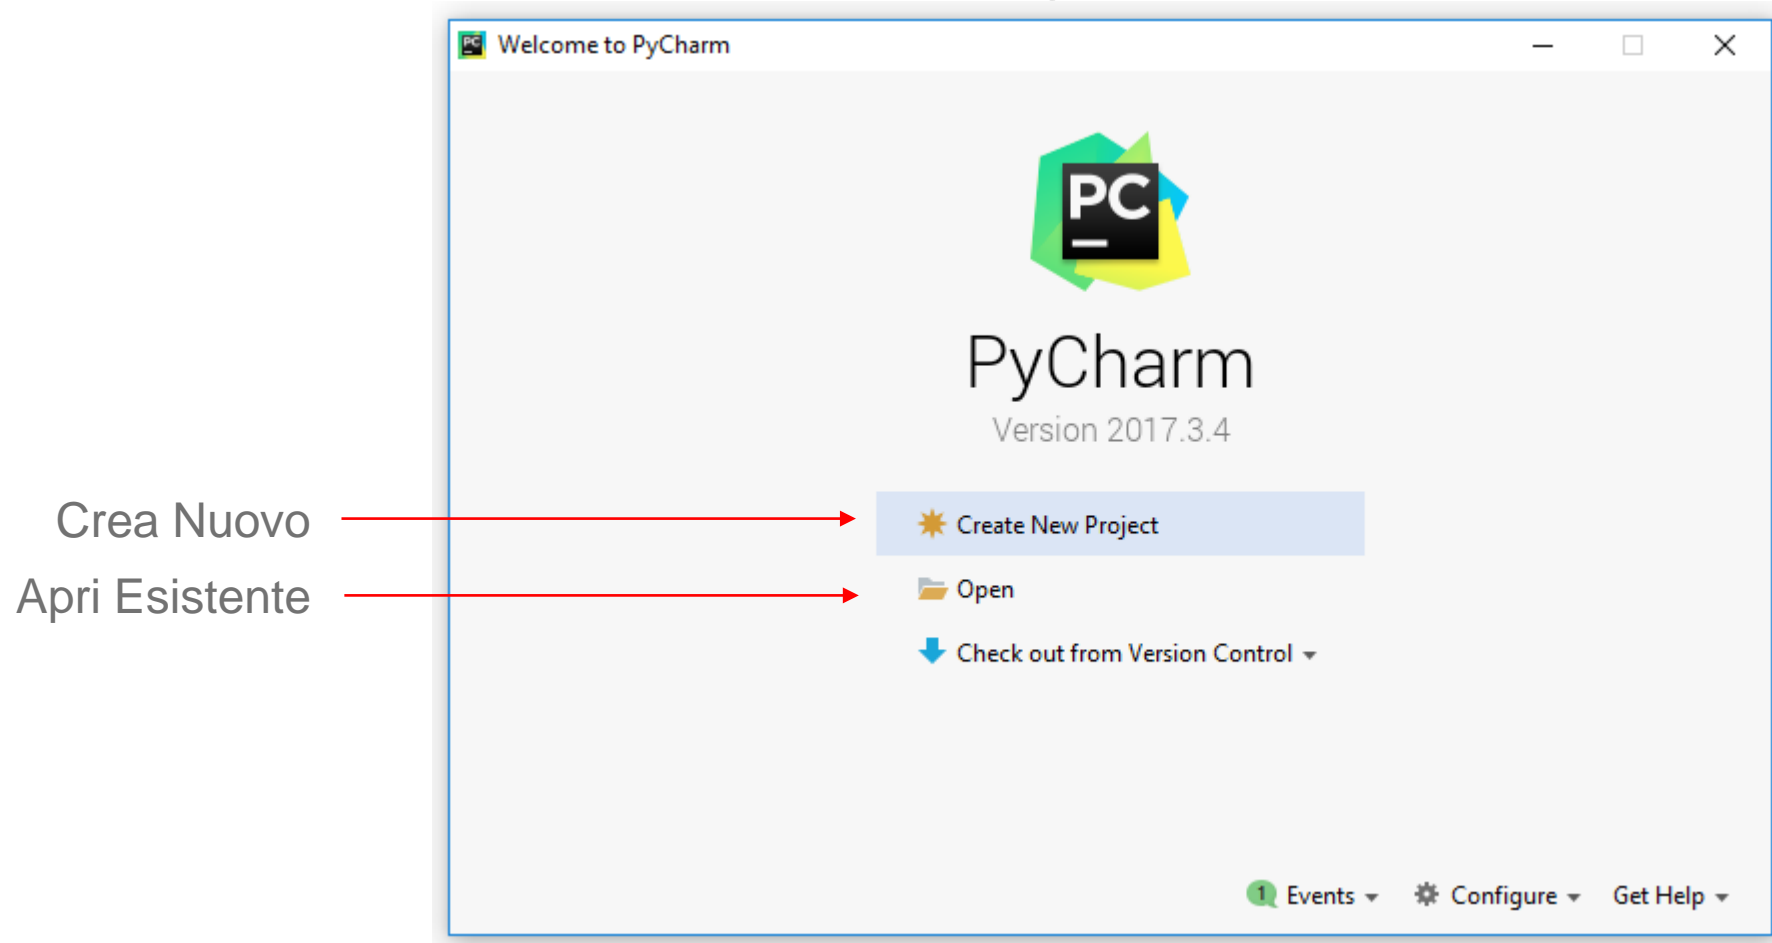 Welcome to PyCharm
PC
PyCharm
Version 2017.3.4
Crea Nuovo
Create New Project
Apri Esistente
Open
Check out from Version Control
1 Events
Configure
Get Help